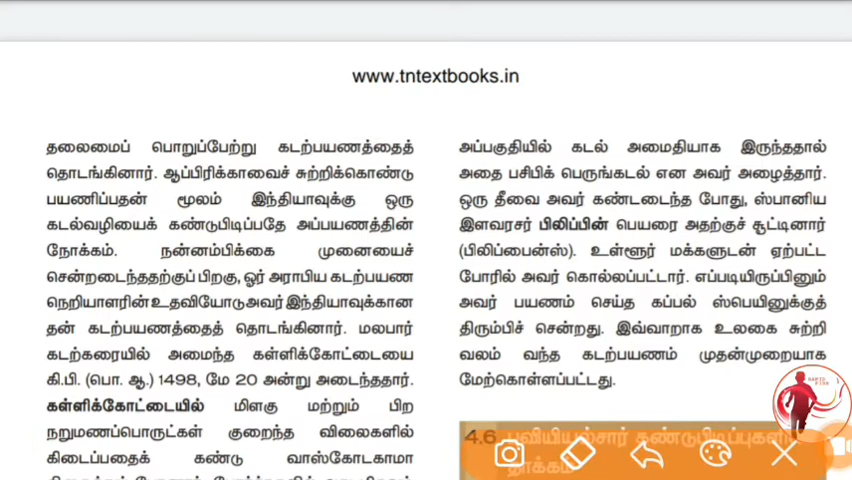 www.tntextbooks.in
தலைமைப் பொறுப்பேற்று கடற்பயணத்தைத்
தொடங்கினார். ஆப்பிரிக்காவைச் சுற்றிக்கொண்டு
பயணிப்பதன் மூலம் இந்தியாவுக்கு ஒரு
கடல்வழியைக் கண்டுபிடிப்பதே அப்பயணத்தின்
நோக்கம். நன்னம்பிக்கை முனையைச்
சென்றடைந்ததற்குப் பிறகு, ஓர் அராபிய கடற்பயண
நெறியாளரின் உதவியோடு அவர் இந்தியாவுக்கான
தன் கடற்பயணத்தைத் தொடங்கினார். மலபார்
கடற்கரையில் அமைந்த கள்ளிக்கோட்டையை
கி.பி. (பொ. ஆ.) 1498, மே 20 அன்று அடைந்ததார்.
கள்ளிக்கோட்டையில் மிளகு மற்றும் பிற
நறுமணப்பொருட்கள் குறைந்த விலைகளில்
கிடைப்பதைக் கண்டு வாஸ்கோடகாமா
அப்பகுதியில் கடல் அமைதியாக இருந்ததால்
அதை பசிபிக் பெருங்கடல் என அவர் அழைத்தார்.
ஒரு தீவை அவர் கண்டடைந்த போது, ஸ்பானிய
இளவரசர் பிலிப்பின் பெயரை அதற்குச் சூட்டினார்
(பிலிப்பைன்ஸ்). உள்ளூர் மக்களுடன் ஏற்பட்ட
போரில் அவர் கொல்லப்பட்டார். எப்படியிருப்பினும்
அவர் பயணம் செய்த கப்பல் ஸ்பெயினுக்குத்
திரும்பிச் சென்றது. இவ்வாறாக உலகை சுற்றி
வலம் வந்த கடற்பயணம் முதன்முறையாக
மேற்கொள்ளப்பட்டது.
4.6 புவியியல்சார் கண்டுபிடிப்புகளின்
தாக்கம்